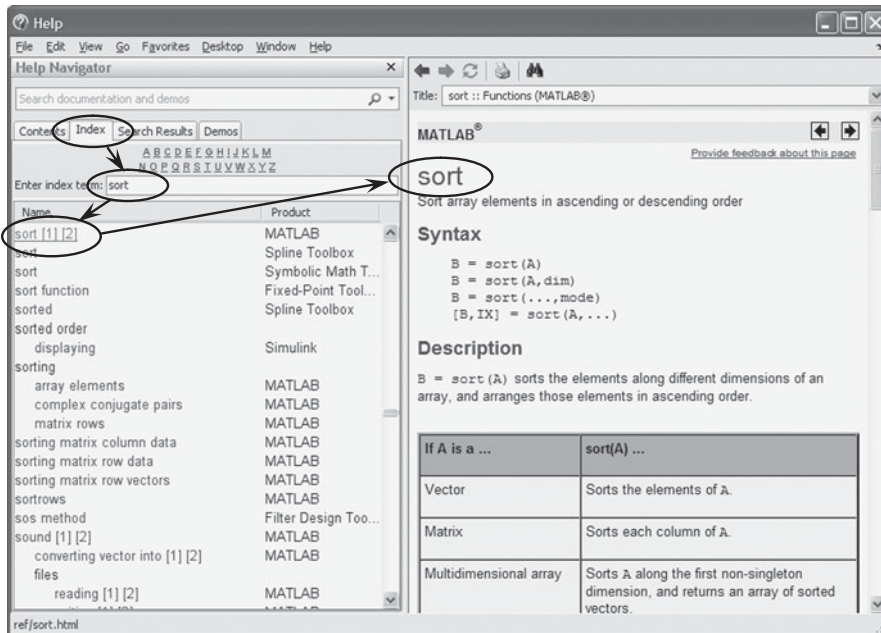 Help
File Edit View Go Favorites Desktop Window Help
Help Navigator
Search documentation and demos
Contents Index Search Results Demos
A B C D E F G H I J K L M
N O P Q R S T U V W X Y Z
Enter index term: sort
Name Product
sort [1] [2] MATLAB
sort Spline Toolbox
sort Symbolic Math T...
sort function Fixed-Point Tool...
sorted Spline Toolbox
sorted order
displaying Simulink
sorting
array elements MATLAB
complex conjugate pairs MATLAB
matrix rows MATLAB
sorting matrix column data MATLAB
sorting matrix row data MATLAB
sorting matrix row vectors MATLAB
sortrows MATLAB
sos method Filter Design Too...
sound [1] [2] MATLAB
converting vector into [1] [2] MATLAB
files
reading [1] [2] MATLAB
ref/sort.html
Title: sort :: Functions (MATLAB®)
MATLAB®
Provide feedback about this page
sort
Sort array elements in ascending or descending order
Syntax
B = sort(A)
B = sort(A,dim)
B = sort(...,mode)
[B,IX] = sort(A,...)
Description
B = sort(A) sorts the elements along different dimensions of an
array, and arranges those elements in ascending order.
If A is a ... sort(A) ...
Vector Sorts the elements of A.
Matrix Sorts each column of A.
Multidimensional array Sorts A along the first non-singleton
dimension, and returns an array of sorted
vectors.